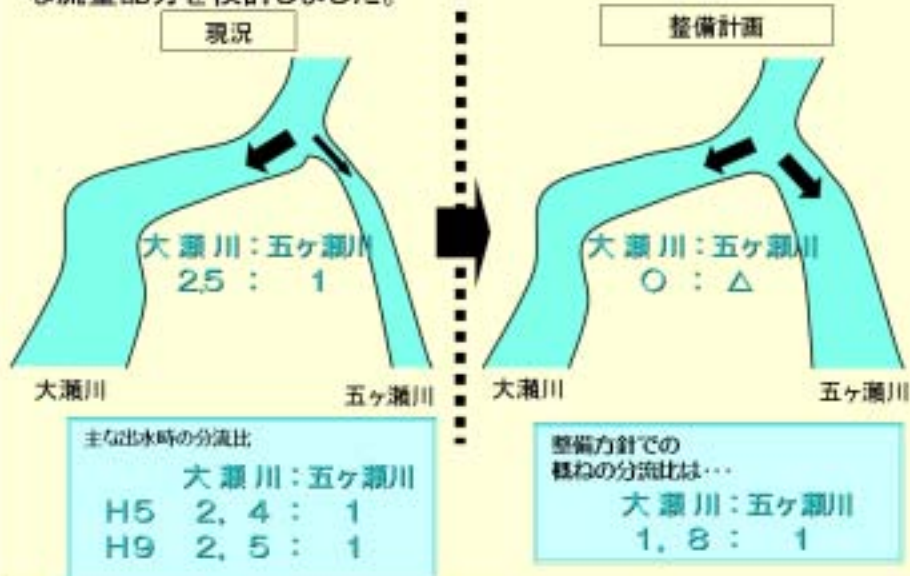 な流量配分を検討しました。
現況
大瀬川：五ヶ瀬川
2,5 ： 1
大瀬川
五ヶ瀬川
主な出水時の分流比
大瀬川：五ヶ瀬川
H5 2，4： 1
H9 2，5： 1
整備計画
大瀬川：五ヶ瀬川
○ ： △
大瀬川
五ヶ瀬川
整備方針での
概ねの分流比は…
大瀬川：五ヶ瀬川
1，8： 1